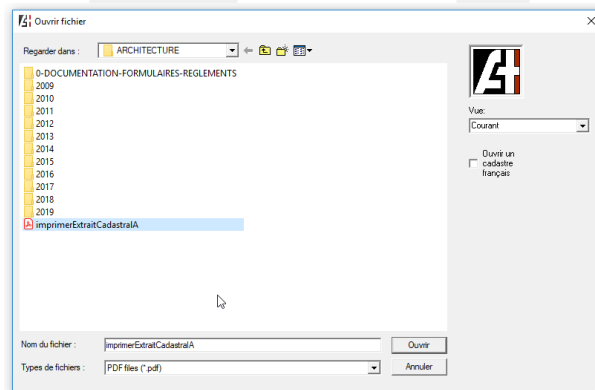 Ouvrir fichier
Regarder dans :
ARCHITECTURE
0-DOCUMENTATION-FORMULAIRES-REGLEMENTS
2009
2010
2011
2012
2013
2014
2015
2016
2017
2018
2019
imprimerExtraitCadastralA
Vue:
Courant
Ouvrir un
cadastre
français
Nom du fichier :
imprimerExtraitCadastralA
Ouvrir
Types de fichiers :
PDF files (*.pdf)
Annuler